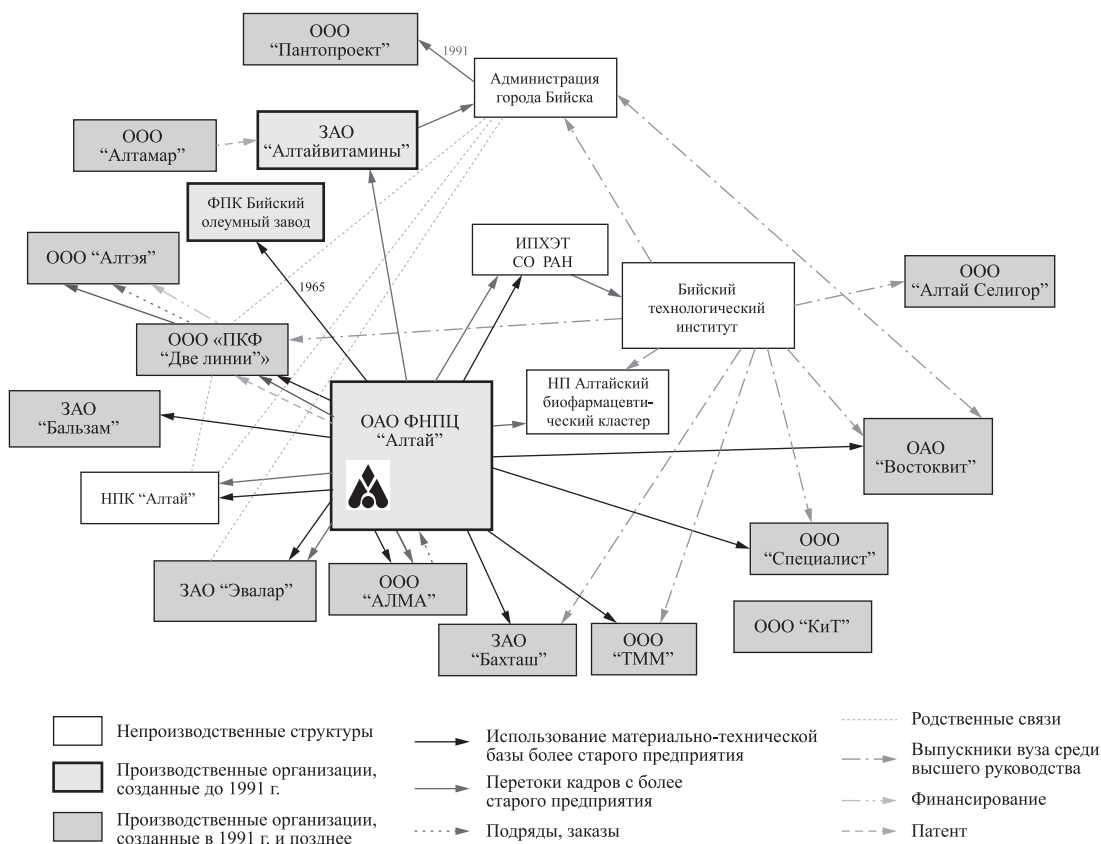 ООО
“Пантопроект”
1991
Администрация
города Бийска
ООО
“Алтамар”
ЗАО
“Алтайвитамины”
ФПК Бийский
олеумный завод
ИПХЭТ
СО РАН
ООО “Алтэя”
1965
Бийский
технологический
институт
ООО
“Алтай Селигор”
ООО «ПКФ
“Две линии”»
НП Алтайский
биофармацевти-
ческий кластер
ЗАО
“Бальзам”
ОАО ФНПЦ
“Алтай”
ОАО
“Востоквит”
НПК “Алтай”
ООО
“Специалист”
ЗАО “Эвалар”
ООО
“АЛМА”
ЗАО
“Бахташ”
ООО
“ТММ”
ООО “КиТ”
Непроизводственные структуры
Производственные организации,
созданные до 1991 г.
Производственные организации,
созданные в 1991 г. и позднее
Использование материально-технической
базы более старого предприятия
Перетоки кадров с более
старого предприятия
Подряды, заказы
Родственные связи
Выпускники вуза среди
высшего руководства
Финансирование
Патент